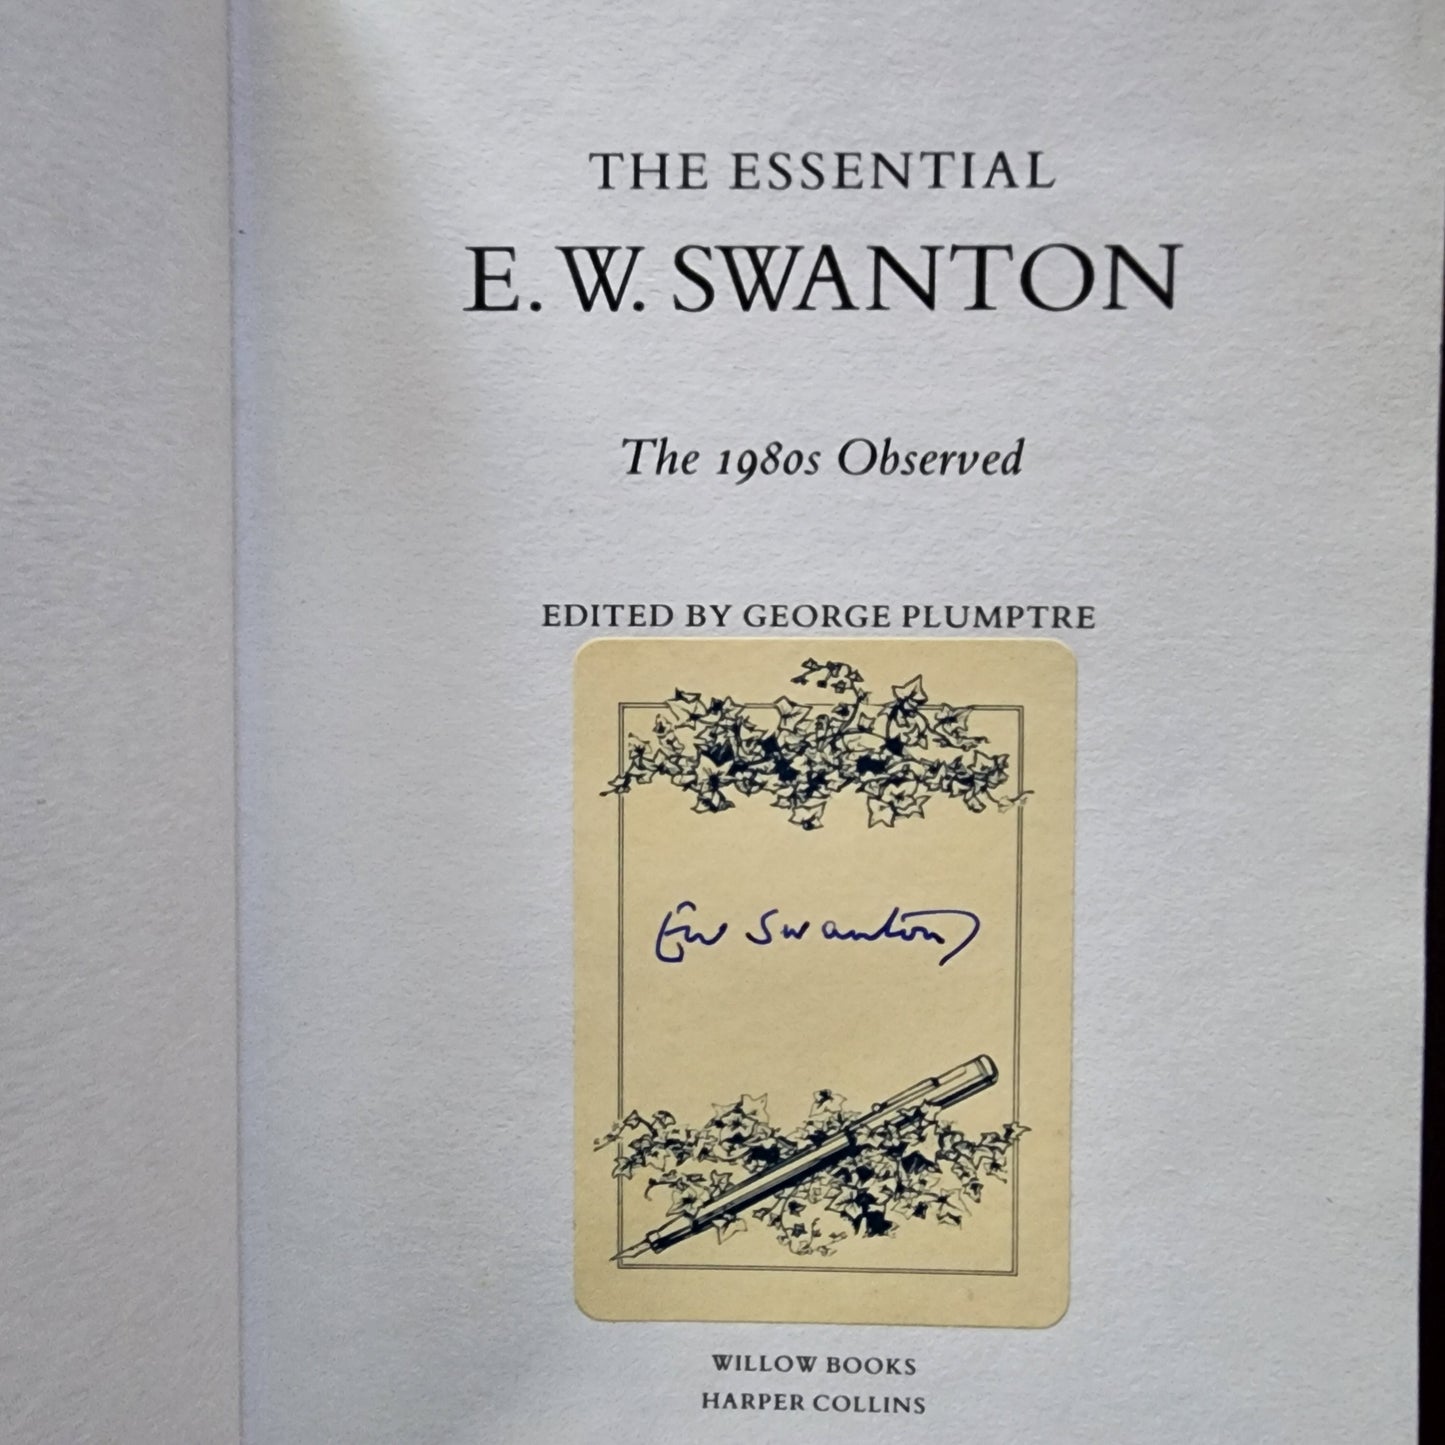 THE ESSENTIAL
E. W. SWANTON
The 1980s Observed
EDITED BY GEORGE PLUMPTRE
EW Swanton
WILLOW BOOKS
HARPER COLLINS